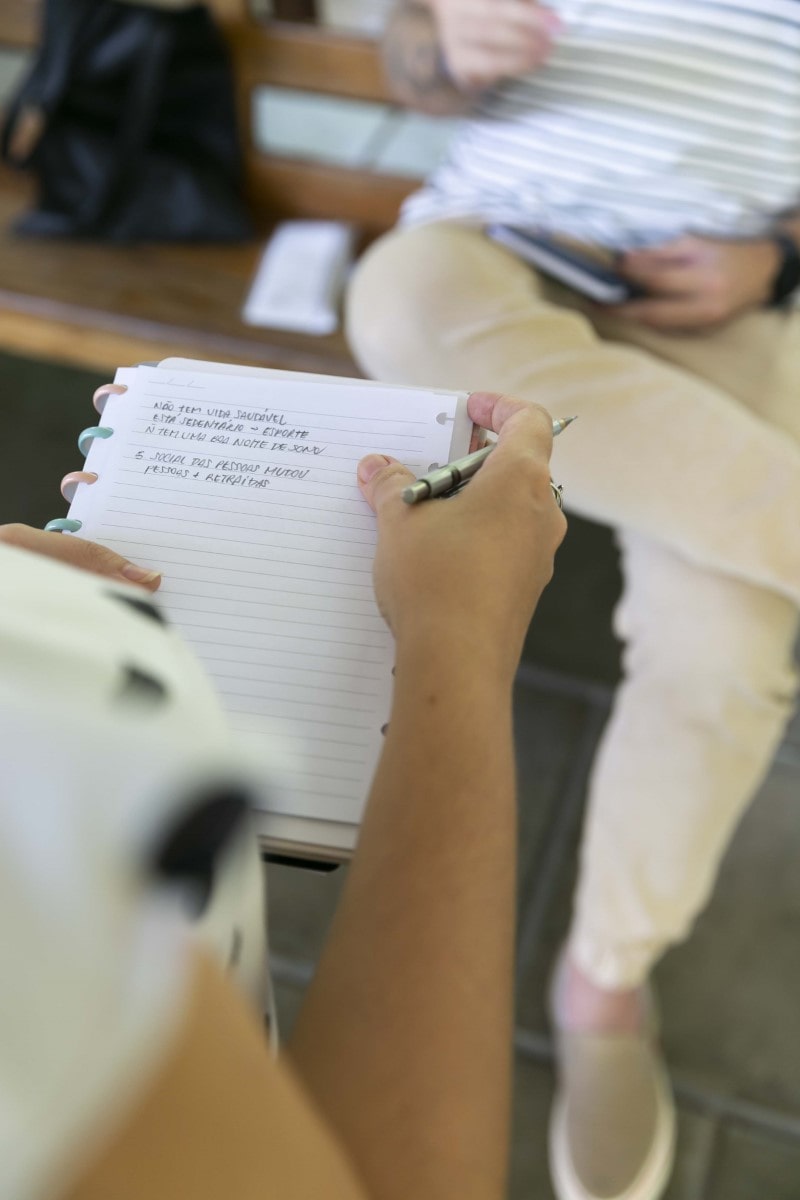 NÃO TEM VIDA SAUDÁVEL
ESTÁ SEDENTÁRIO → ESPORTE
Ñ TEM UMA BOA NOITE DE SONO
5 SOCIAL DAS PESSOAS MUDOU
PESSOAS + RETRAÍDAS